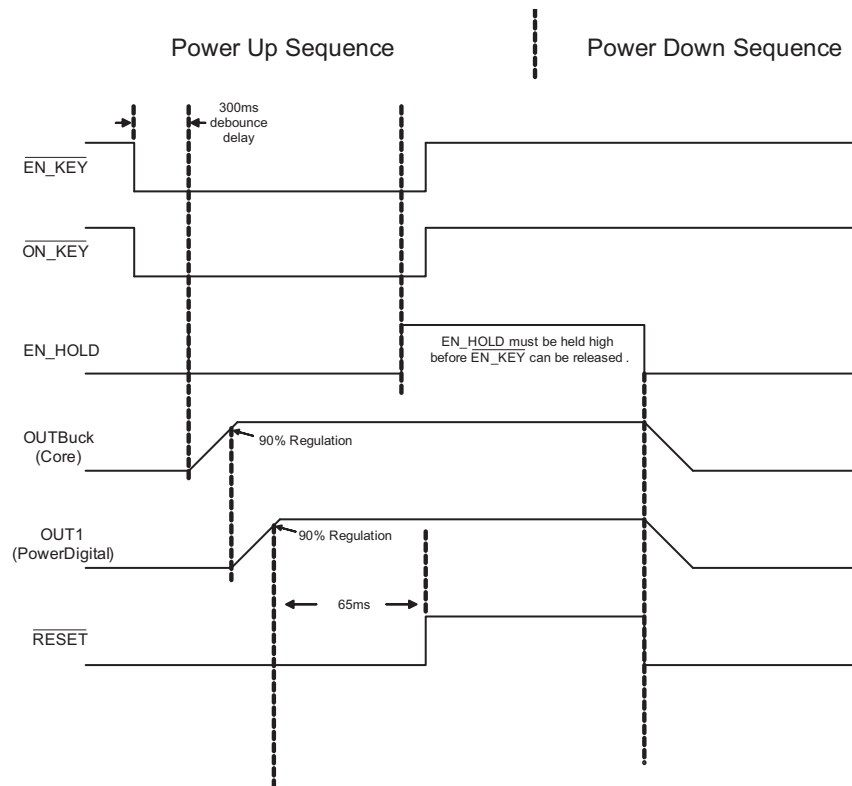 Power Up Sequence
Power Down Sequence
300ms
debounce
delay
EN_KEY
ON_KEY
EN_HOLD
EN_HOLD must be held high
before EN_KEY can be released .
OUTBuck
(Core)
90% Regulation
OUT1
(PowerDigital)
90% Regulation
65ms
RESET